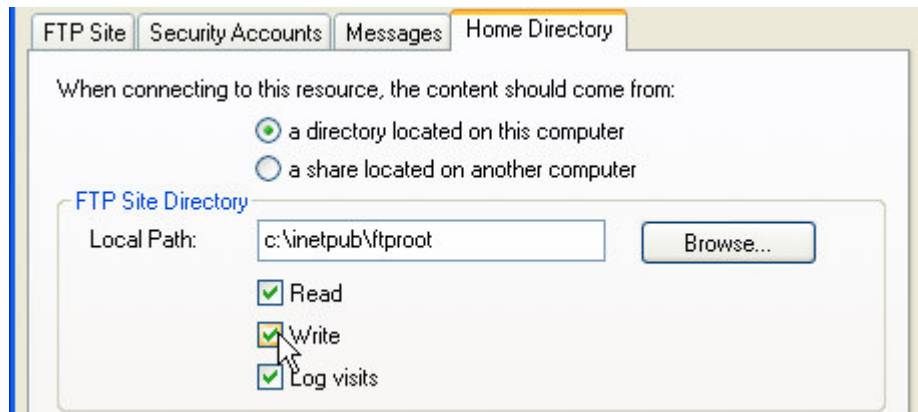 FTP Site Security Accounts Messages Home Directory
When connecting to this resource, the content should come from:
a directory located on this computer
a share located on another computer
FTP Site Directory
Local Path: c:\inetpub\ftproot Browse...
Read
Write
Log visits